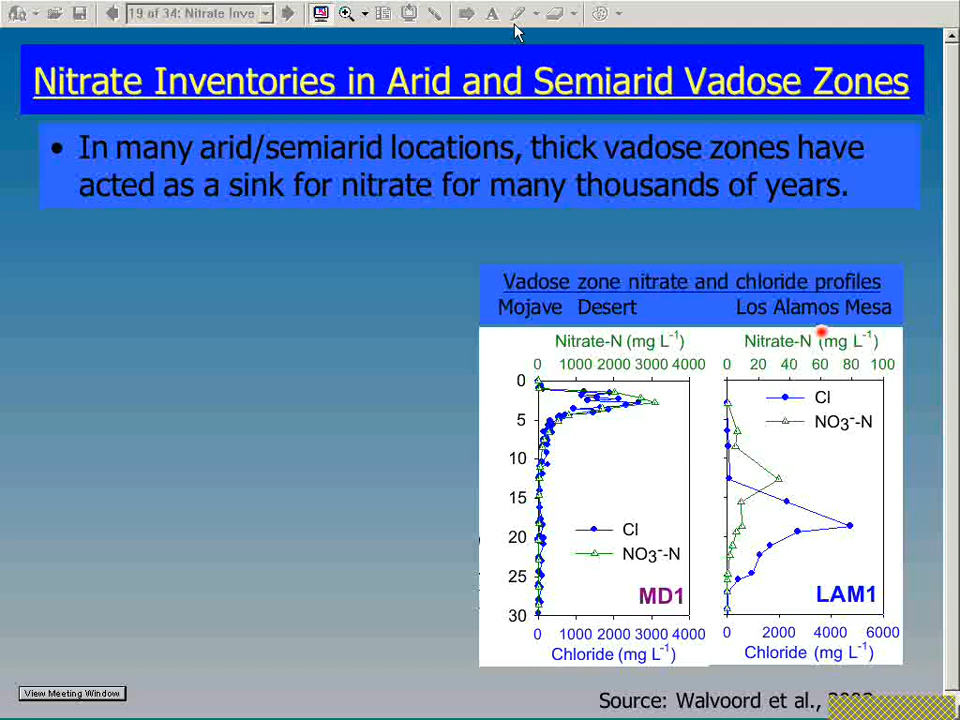 19 of 34: Nitrate Inve
Nitrate Inventories in Arid and Semiarid Vadose Zones
• In many arid/semiarid locations, thick vadose zones have
acted as a sink for nitrate for many thousands of years.
Vadose zone nitrate and chloride profiles
Mojave Desert Los Alamos Mesa
Nitrate-N (mg L-1) Nitrate-N (mg L-1)
0 1000 2000 3000 4000 0 20 40 60 80 100
0
5
10
15
20
25
30
Cl
NO3--N
Cl
NO3--N
MD1 LAM1
0 1000 2000 3000 4000 0 2000 4000 6000
Chloride (mg L-1) Chloride (mg L-1)
View Meeting Window
Source: Walvoord et al.,